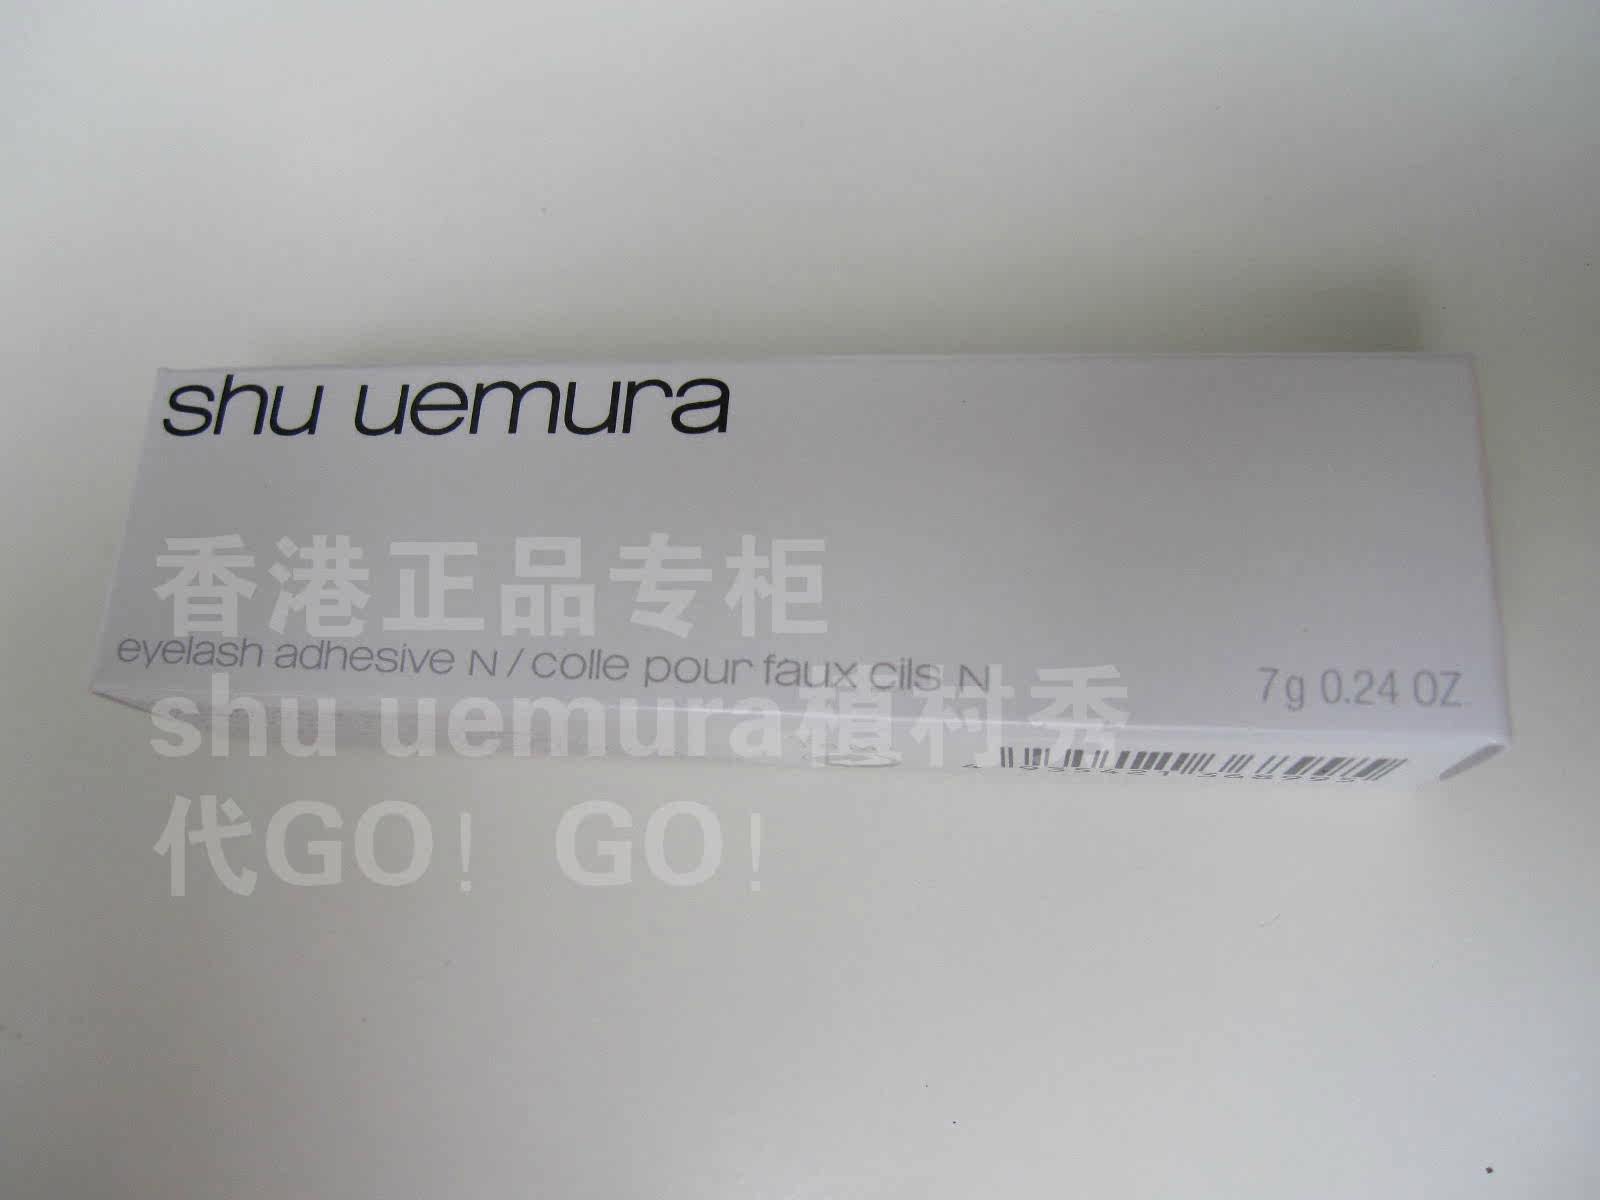 shu uemura
香港正品专柜
eyelash adhesive N / colle pour faux cils N
7g 0.24 OZ.
shu uemura植村秀
代GO！GO！